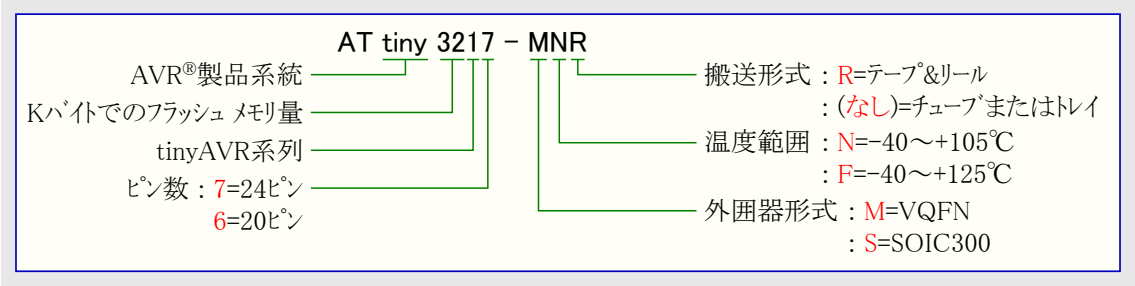 AT tiny 3217 - MNR
AVR®製品系統
Kバイトでのフラッシュ メモリ量
tinyAVR系列
ピン数 : 7=24ピン
6=20ピン
搬送形式 : R=テープ&リール
: (なし)=チューブまたはトレイ
温度範囲 : N=-40～+105℃
: F=-40～+125℃
外囲器形式 : M=VQFN
: S=SOIC300